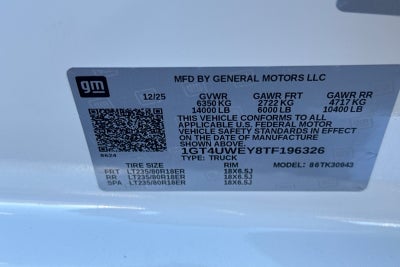 gm
MFD BY GENERAL MOTORS LLC
12/25 GVWR GAWR FRT GAWR RR
6350 KG 2722 KG 4717 KG
14000 LB 6000 LB 10400 LB
THIS VEHICLE CONFORMS TO ALL
APPLICABLE U.S. FEDERAL MOTOR
VEHICLE SAFETY STANDARDS IN EFFECT
ON THE DATE OF MANUFACTURE
SHOWN ABOVE.
1GT4UWEY8TF196326
TYPE: TRUCK MODEL: 86TK30943
TIRE SIZE RIM
FRT LT235/80R18ER 18X6.5J
RR LT235/80R18ER 18X6.5J
SPA LT235/80R18ER 18X6.5J